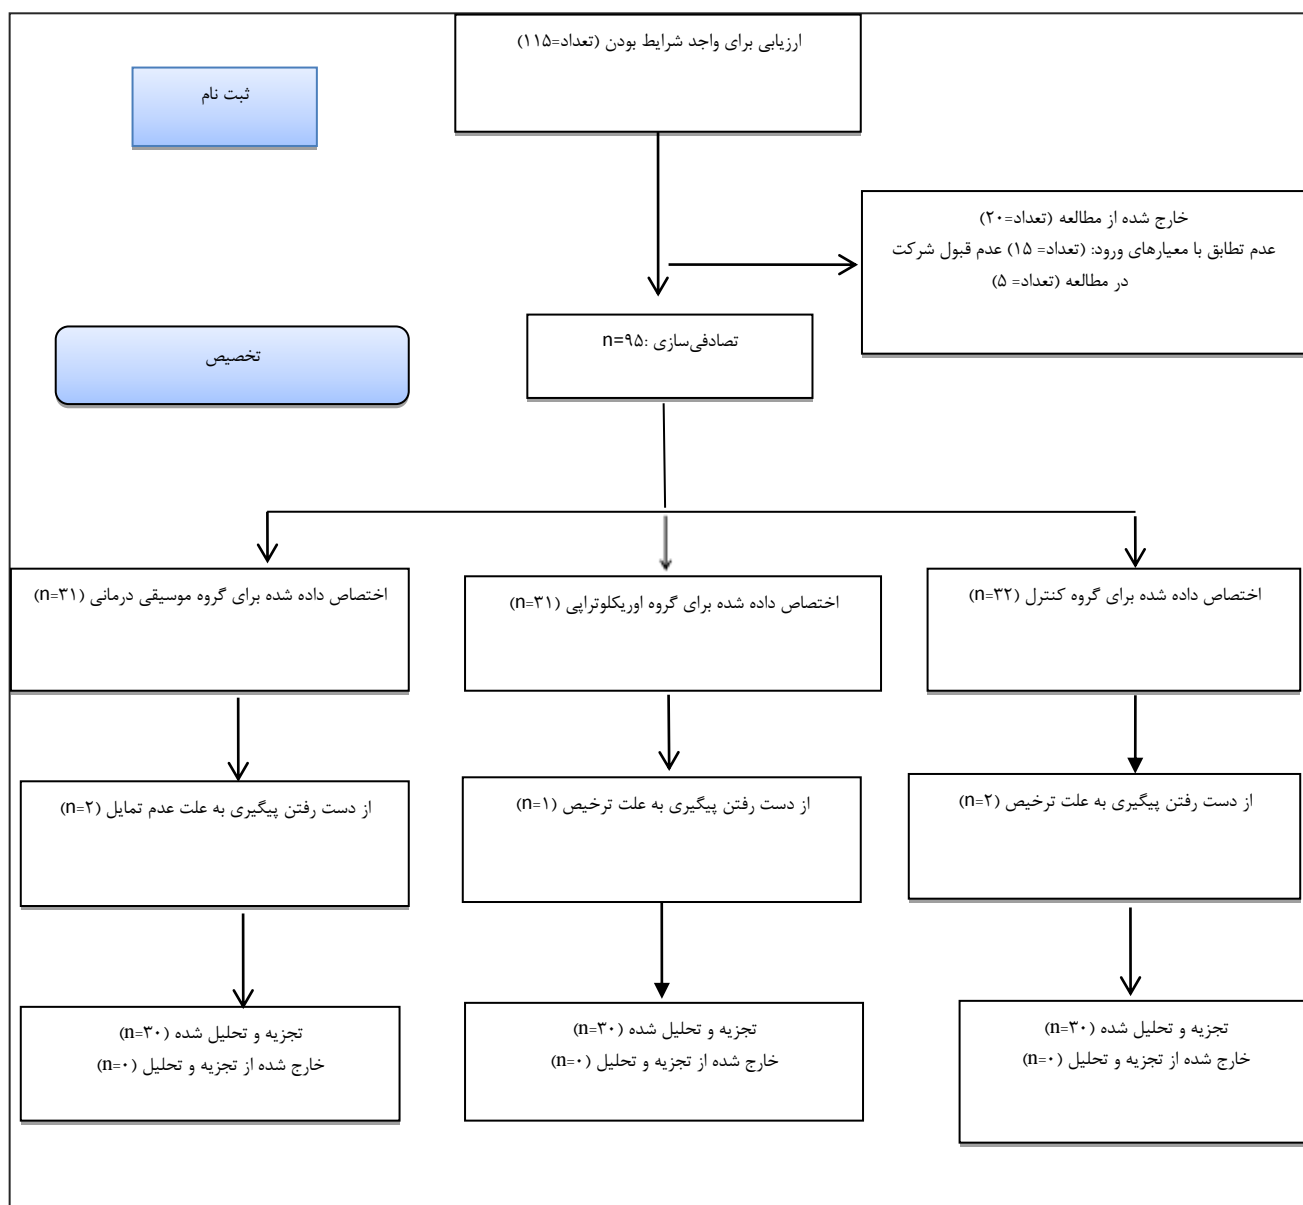 ارزیابی برای واجد شرایط بودن (تعداد=۱۱۵)
ثبت نام
خارج شده از مطالعه (تعداد=۲۰)
عدم تطابق با معیارهای ورود: (تعداد= ۱۵) عدم قبول شرکت
در مطالعه (تعداد= ۵)
تصادفی‌سازی :n=۹۵
تخصیص
اختصاص داده شده برای گروه کنترل (n=۳۲)
اختصاص داده شده برای گروه اوریکلوتراپی (n=۳۱)
اختصاص داده شده برای گروه موسیقی درمانی (n=۳۱)
از دست رفتن پیگیری به علت ترخیص (n=۲)
از دست رفتن پیگیری به علت ترخیص (n=۱)
از دست رفتن پیگیری به علت عدم تمایل (n=۲)
تجزیه و تحلیل شده (n=۳۰)
خارج شده از تجزیه و تحلیل (n=۰)
تجزیه و تحلیل شده (n=۳۰)
خارج شده از تجزیه و تحلیل (n=۰)
تجزیه و تحلیل شده (n=۳۰)
خارج شده از تجزیه و تحلیل (n=۰)